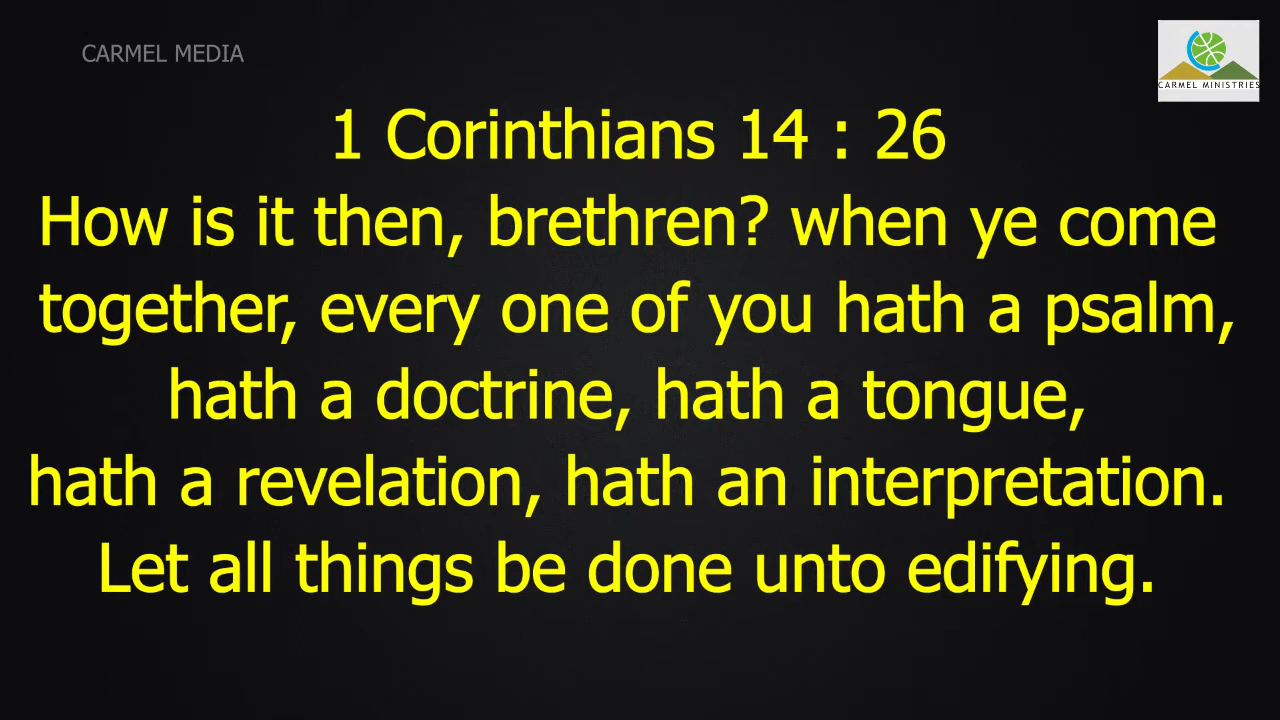 CARMEL MEDIA
CARMEL MINISTRIES
1 Corinthians 14 : 26
How is it then, brethren? when ye come
together, every one of you hath a psalm,
hath a doctrine, hath a tongue,
hath a revelation, hath an interpretation.
Let all things be done unto edifying.